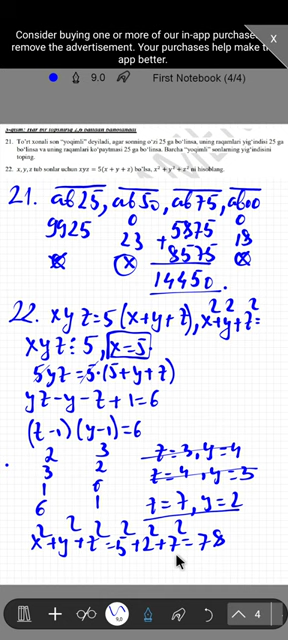 Consider buying one or more of our in-app purchases
remove the advertisement. Your purchases help make t
app better.
9.0 First Notebook (4/4)
21. To'rt xonali son "yoqimli" deyiladi, agar sonning o'zi 25 ga bo'linsa, uning raqamlari yig'indisi 25 ga
bo'linsa va uning raqamlari ko'paytmasi 25 ga bo'linsa. Barcha "yoqimli" sonlarning yig'indisini
toping.
22. x, y, z tub sonlar uchun xyz = 5(x + y + z) bo'lsa, x² + y² + z² ni hisoblang.
21. ab25, ab50, ab75, ab00
9925 0 5875 0
23 + 8575 13
14450.
22. xyz=5(x+y+z), x²+y²+z²=
xyz⋮5, x=5
5yz=5·(5+y+z)
yz-y-z+1=6
(z-1)(y-1)=6
2 3 z=3, y=4
3 2 z=4, y=3
1 6
6 1 z=7, y=2
x²+y²+z²=5²+2²+7²=78
9,0 4